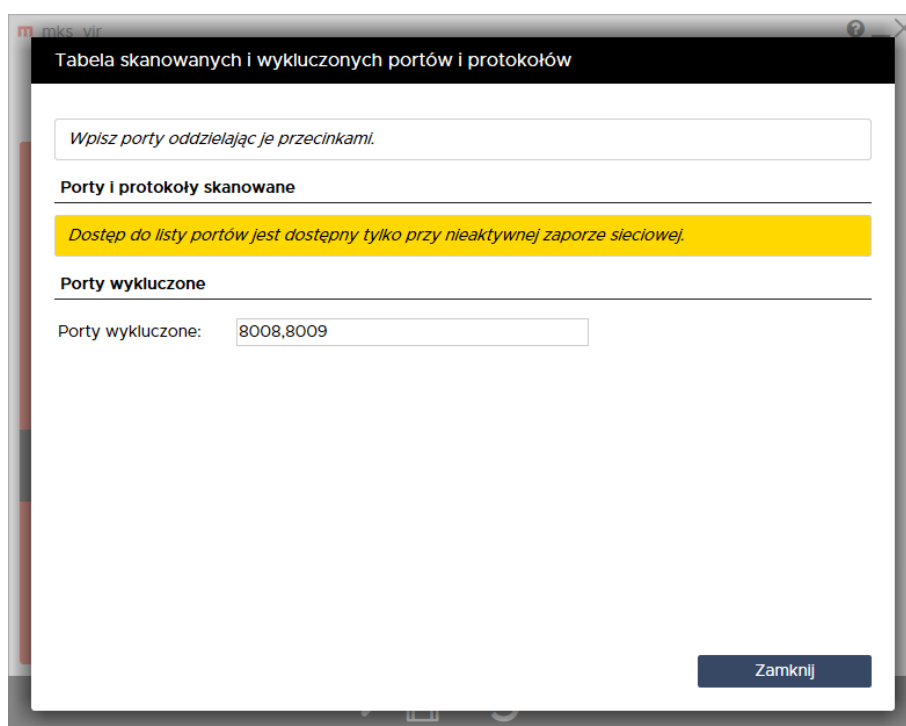 m mks_vir
Tabela skanowanych i wykluczonych portów i protokołów
Wpisz porty oddzielając je przecinkami.
Porty i protokoły skanowane
Dostęp do listy portów jest dostępny tylko przy nieaktywnej zaporze sieciowej.
Porty wykluczone
Porty wykluczone: 8008,8009
Zamknij